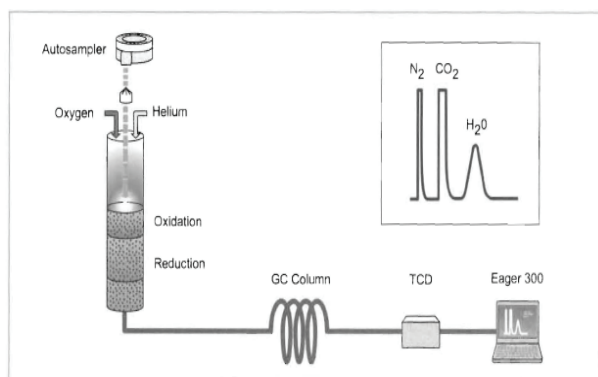 Autosampler
Oxygen
Helium
Oxidation
Reduction
GC Column
TCD
Eager 300
N2 CO2
H20